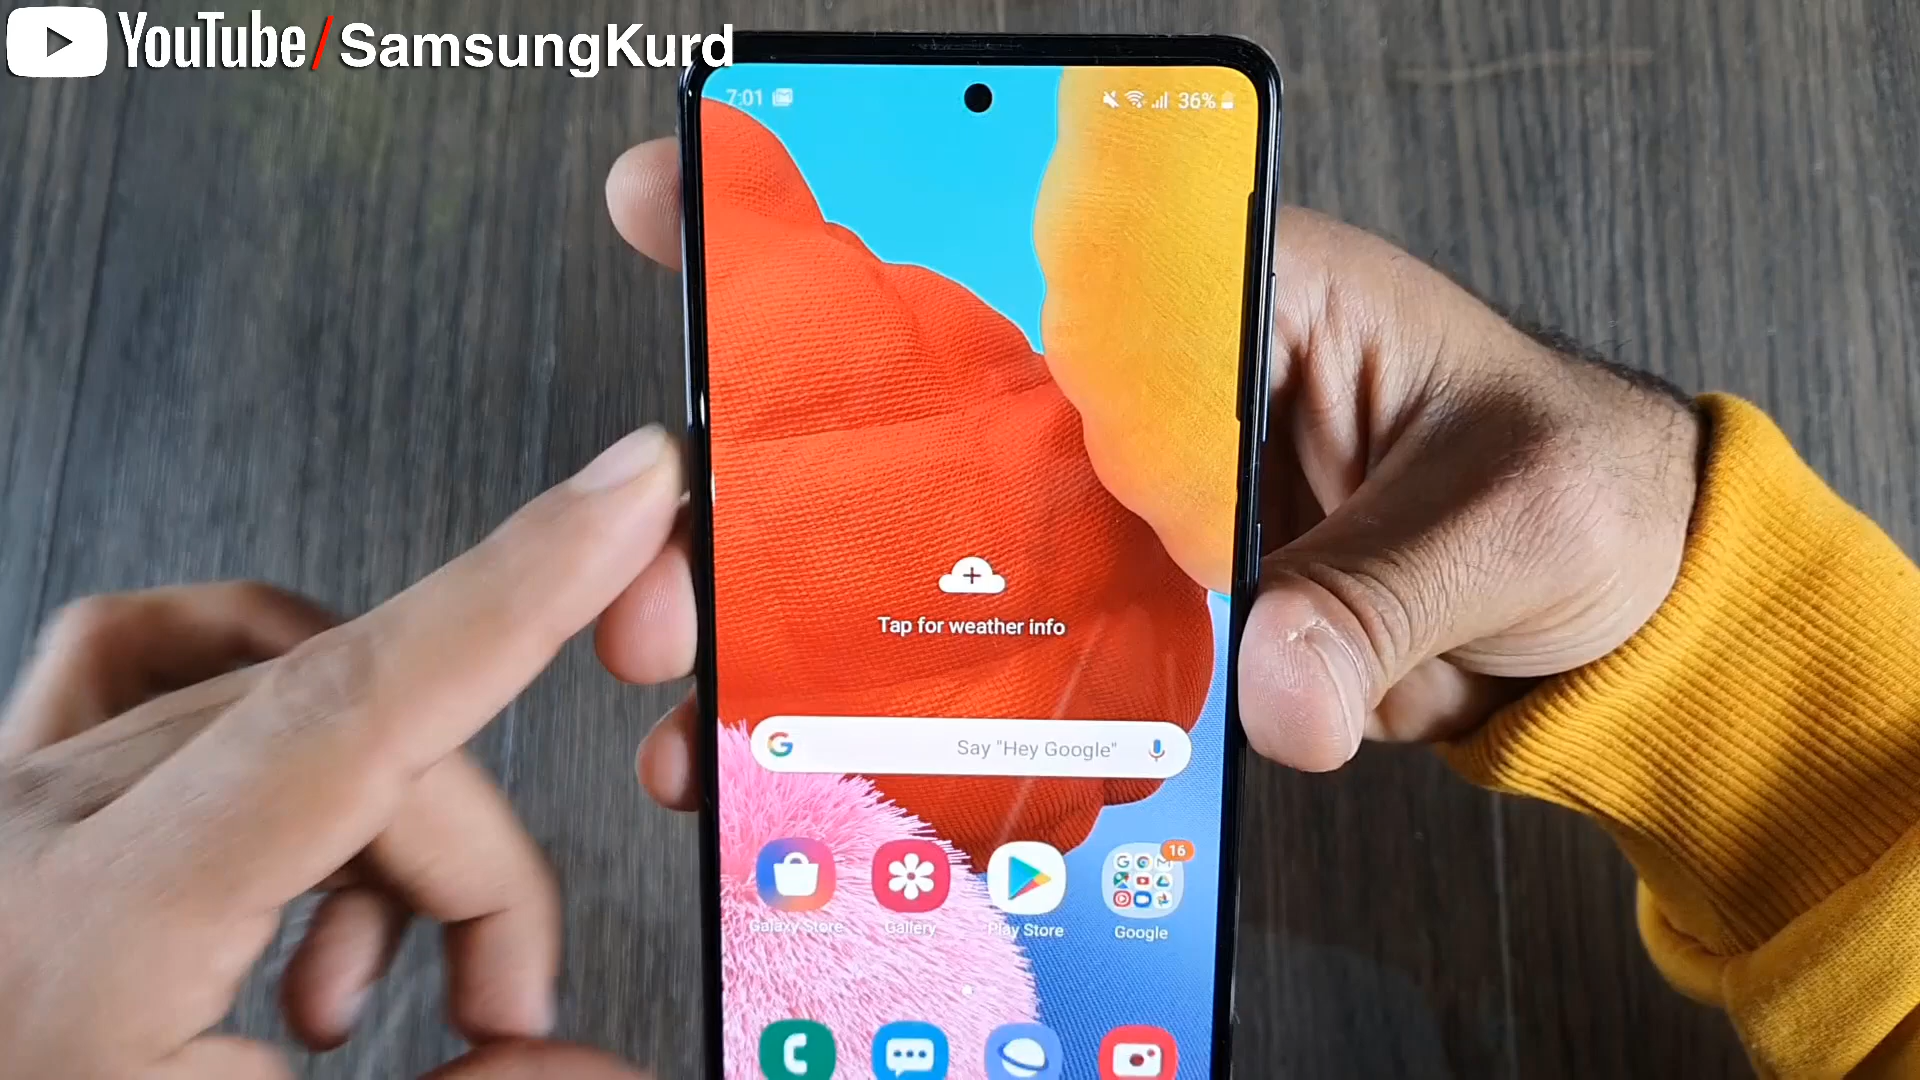 YouTube/SamsungKurd
7:01
36%
Tap for weather info
Say "Hey Google"
16
Galaxy Store
Gallery
Play Store
Google